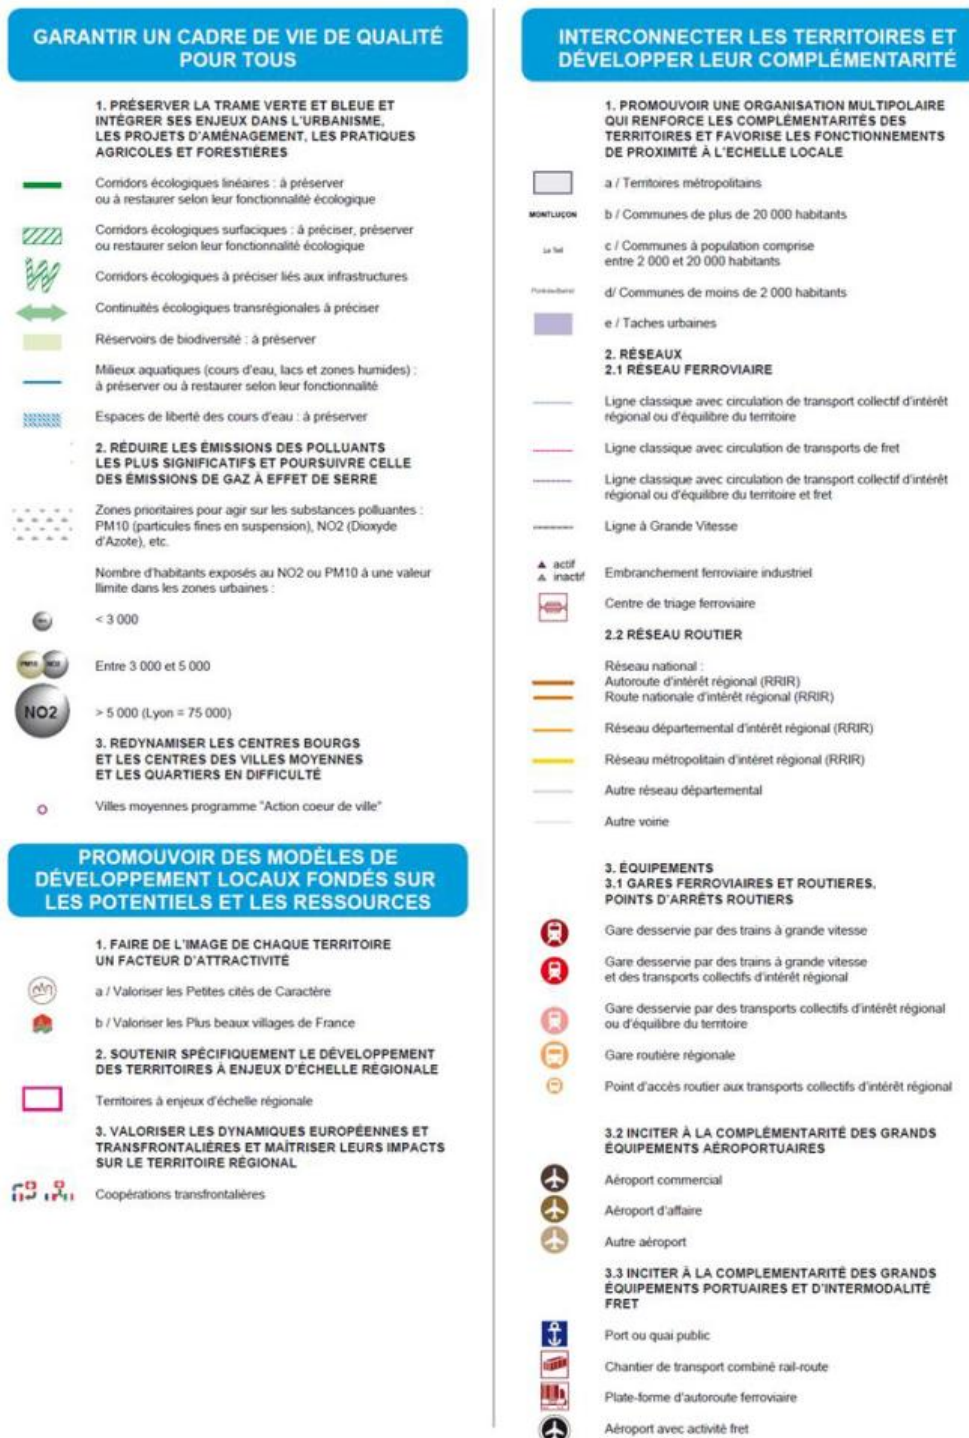 GARANTIR UN CADRE DE VIE DE QUALITÉ
POUR TOUS
1. PRÉSERVER LA TRAME VERTE ET BLEUE ET
INTÉGRER SES ENJEUX DANS L'URBANISME,
LES PROJETS D'AMÉNAGEMENT, LES PRATIQUES
AGRICOLES ET FORESTIÈRES
Corridors écologiques linéaires : à préserver
ou à restaurer selon leur fonctionnalité écologique
Corridors écologiques surfaciques : à préciser, préserver
ou restaurer selon leur fonctionnalité écologique
Corridors écologiques à préciser liés aux infrastructures
Continuités écologiques transrégionales à préciser
Réservoirs de biodiversité : à préserver
Milieux aquatiques (cours d'eau, lacs et zones humides) :
à préserver ou à restaurer selon leur fonctionnalité
Espaces de liberté des cours d'eau : à préserver
2. RÉDUIRE LES ÉMISSIONS DES POLLUANTS
LES PLUS SIGNIFICATIFS ET POURSUIVRE CELLE
DES ÉMISSIONS DE GAZ À EFFET DE SERRE
Zones prioritaires pour agir sur les substances polluantes :
PM10 (particules fines en suspension), NO2 (Dioxyde
d'Azote), etc.
Nombre d'habitants exposés au NO2 ou PM10 à une valeur
llimite dans les zones urbaines :
< 3 000
PM10 NO2
Entre 3 000 et 5 000
NO2
> 5 000 (Lyon = 75 000)
3. REDYNAMISER LES CENTRES BOURGS
ET LES CENTRES DES VILLES MOYENNES
ET LES QUARTIERS EN DIFFICULTÉ
Villes moyennes programme "Action coeur de ville"
PROMOUVOIR DES MODÈLES DE
DÉVELOPPEMENT LOCAUX FONDÉS SUR
LES POTENTIELS ET LES RESSOURCES
1. FAIRE DE L'IMAGE DE CHAQUE TERRITOIRE
UN FACTEUR D'ATTRACTIVITÉ
a / Valoriser les Petites cités de Caractère
b / Valoriser les Plus beaux villages de France
2. SOUTENIR SPÉCIFIQUEMENT LE DÉVELOPPEMENT
DES TERRITOIRES À ENJEUX D'ÉCHELLE RÉGIONALE
Territoires à enjeux d'échelle régionale
3. VALORISER LES DYNAMIQUES EUROPÉENNES ET
TRANSFRONTALIÈRES ET MAÎTRISER LEURS IMPACTS
SUR LE TERRITOIRE RÉGIONAL
Coopérations transfrontalières
INTERCONNECTER LES TERRITOIRES ET
DÉVELOPPER LEUR COMPLÉMENTARITÉ
1. PROMOUVOIR UNE ORGANISATION MULTIPOLAIRE
QUI RENFORCE LES COMPLÉMENTARITÉS DES
TERRITOIRES ET FAVORISE LES FONCTIONNEMENTS
DE PROXIMITÉ À L'ECHELLE LOCALE
a / Territoires métropolitains
MONTLUÇON b / Communes de plus de 20 000 habitants
Le Teil c / Communes à population comprise
entre 2 000 et 20 000 habitants
d/ Communes de moins de 2 000 habitants
e / Taches urbaines
2. RÉSEAUX
2.1 RÉSEAU FERROVIAIRE
Ligne classique avec circulation de transport collectif d'intérêt
régional ou d'équilibre du territoire
Ligne classique avec circulation de transports de fret
Ligne classique avec circulation de transport collectif d'intérêt
régional ou d'équilibre du territoire et fret
Ligne à Grande Vitesse
actif
inactif
Embranchement ferroviaire industriel
Centre de triage ferroviaire
2.2 RÉSEAU ROUTIER
Réseau national :
Autoroute d'intérêt régional (RRIR)
Route nationale d'intérêt régional (RRIR)
Réseau départemental d'intérêt régional (RRIR)
Réseau métropolitain d'intéret régional (RRIR)
Autre réseau départemental
Autre voirie
3. ÉQUIPEMENTS
3.1 GARES FERROVIAIRES ET ROUTIERES,
POINTS D'ARRÊTS ROUTIERS
Gare desservie par des trains à grande vitesse
Gare desservie par des trains à grande vitesse
et des transports collectifs d'intérêt régional
Gare desservie par des transports collectifs d'intérêt régional
ou d'équilibre du territoire
Gare routière régionale
Point d'accès routier aux transports collectifs d'intérêt régional
3.2 INCITER À LA COMPLÉMENTARITÉ DES GRANDS
ÉQUIPEMENTS AÉROPORTUAIRES
Aéroport commercial
Aéroport d'affaire
Autre aéroport
3.3 INCITER À LA COMPLEMENTARITÉ DES GRANDS
ÉQUIPEMENTS PORTUAIRES ET D'INTERMODALITÉ
FRET
Port ou quai public
Chantier de transport combiné rail-route
Plate-forme d'autoroute ferroviaire
Aéroport avec activité fret